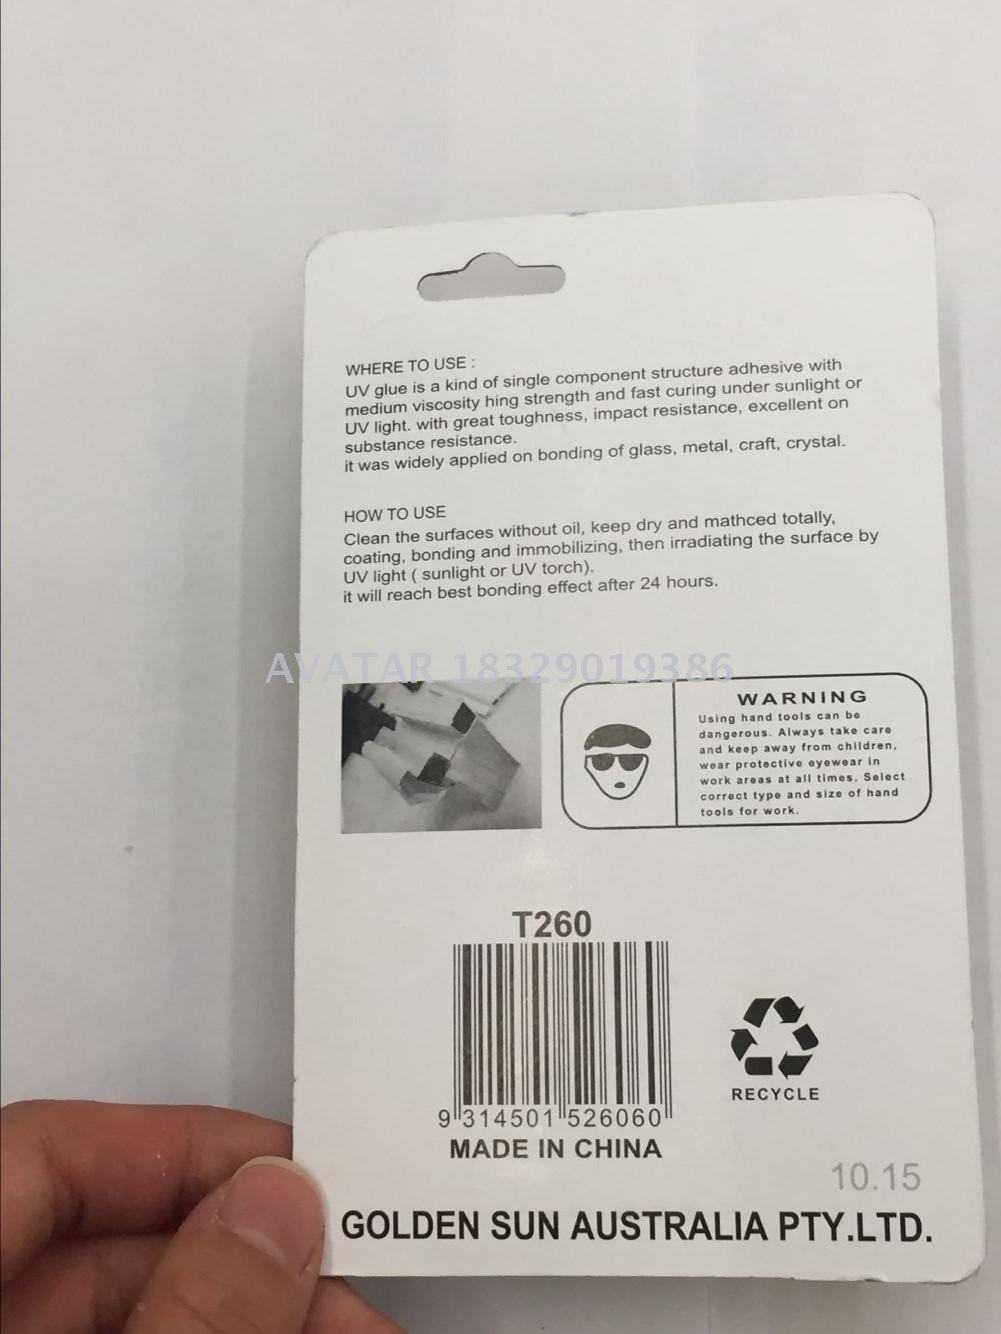 WHERE TO USE :
UV glue is a kind of single component structure adhesive with
medium viscosity hing strength and fast curing under sunlight or
UV light. with great toughness, impact resistance, excellent on
substance resistance.
it was widely applied on bonding of glass, metal, craft, crystal.
HOW TO USE
Clean the surfaces without oil, keep dry and mathced totally,
coating, bonding and immobilizing, then irradiating the surface by
UV light ( sunlight or UV torch).
it will reach best bonding effect after 24 hours.
AVATAR 18329019386
WARNING
Using hand tools can be
dangerous. Always take care
and keep away from children,
wear protective eyewear in
work areas at all times. Select
correct type and size of hand
tools for work.
T260
9 314501 526060
RECYCLE
MADE IN CHINA
10.15
GOLDEN SUN AUSTRALIA PTY.LTD.